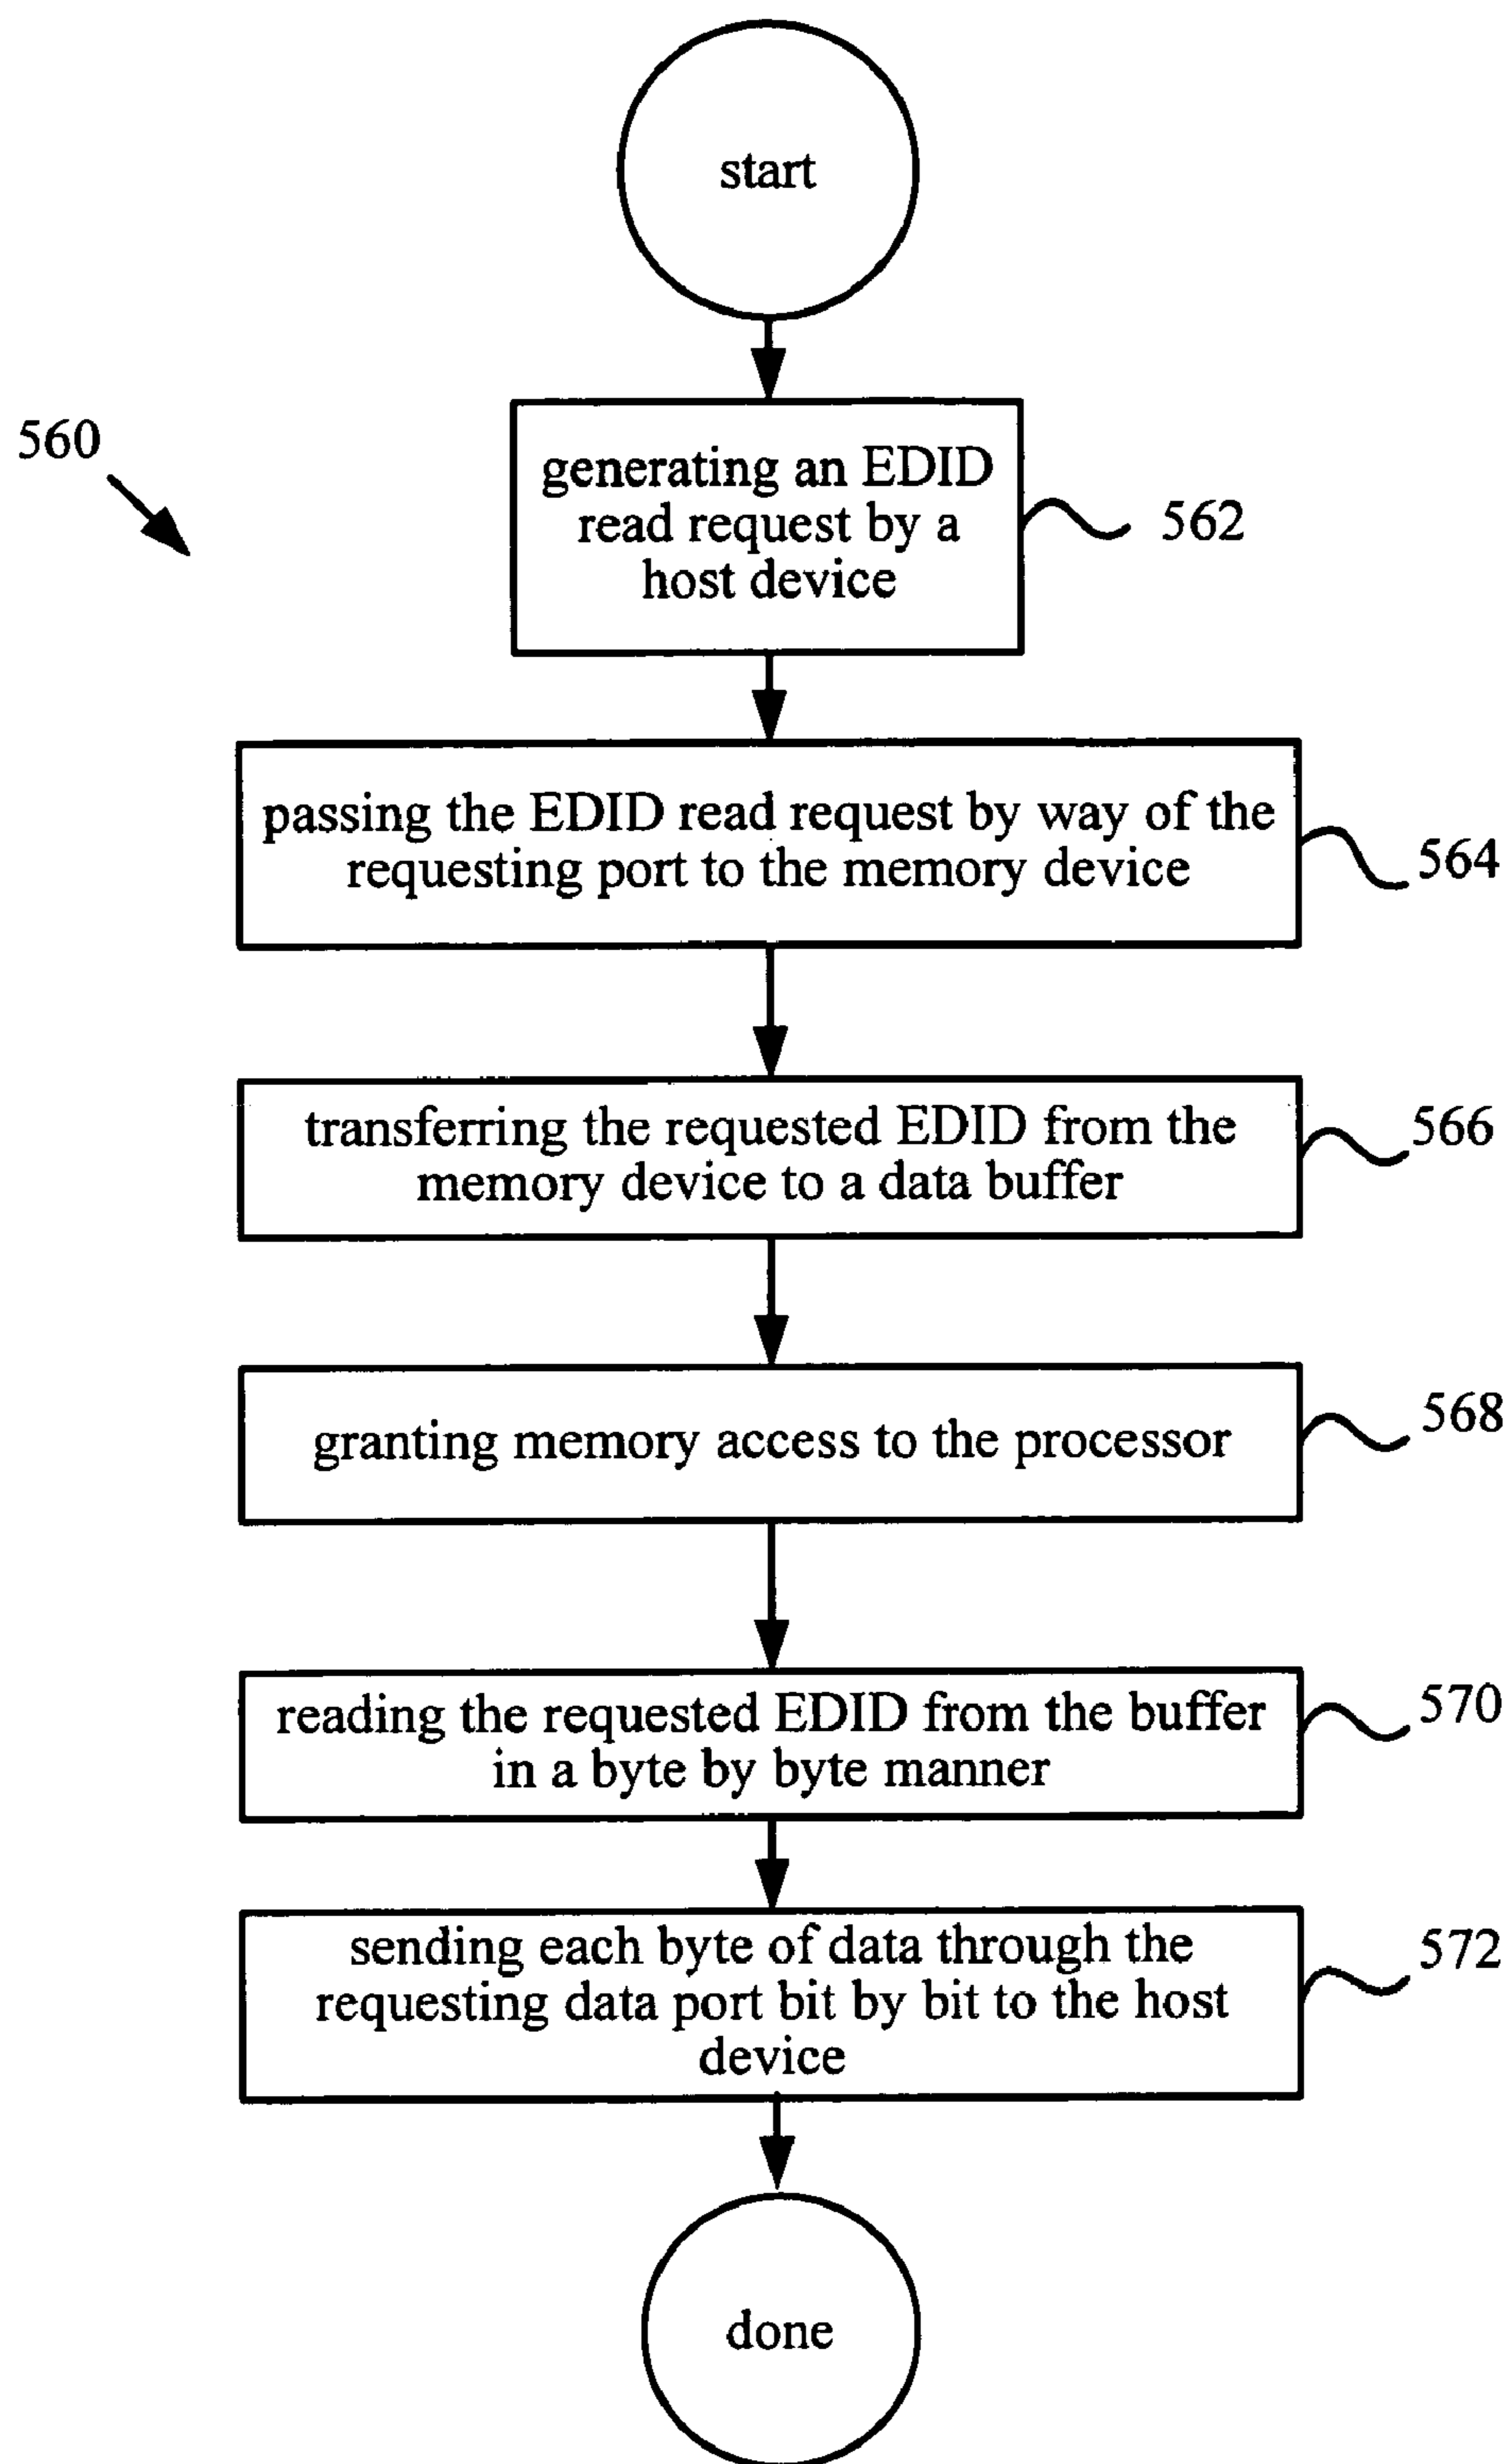 start
560
generating an EDID
read request by a
host device
562
passing the EDID read request by way of the
requesting port to the memory device
564
transferring the requested EDID from the
memory device to a data buffer
566
granting memory access to the processor
568
reading the requested EDID from the buffer
in a byte by byte manner
570
sending each byte of data through the
requesting data port bit by bit to the host
device
572
done